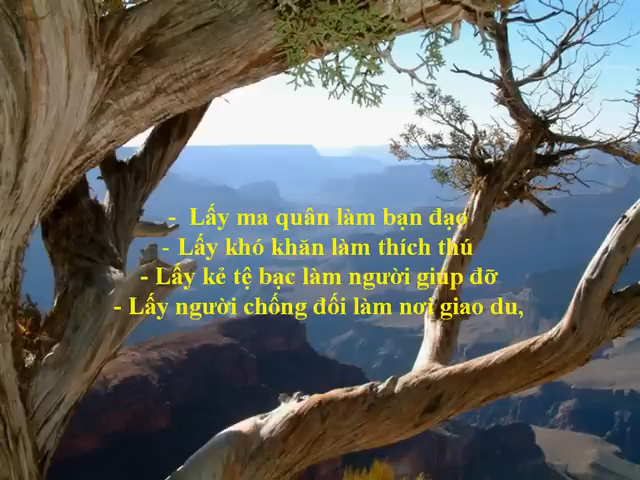 - Lấy ma quân làm bạn đạo
- Lấy khó khăn làm thích thú
- Lấy kẻ tệ bạc làm người giúp đỡ
- Lấy người chống đối làm nơi giao du,